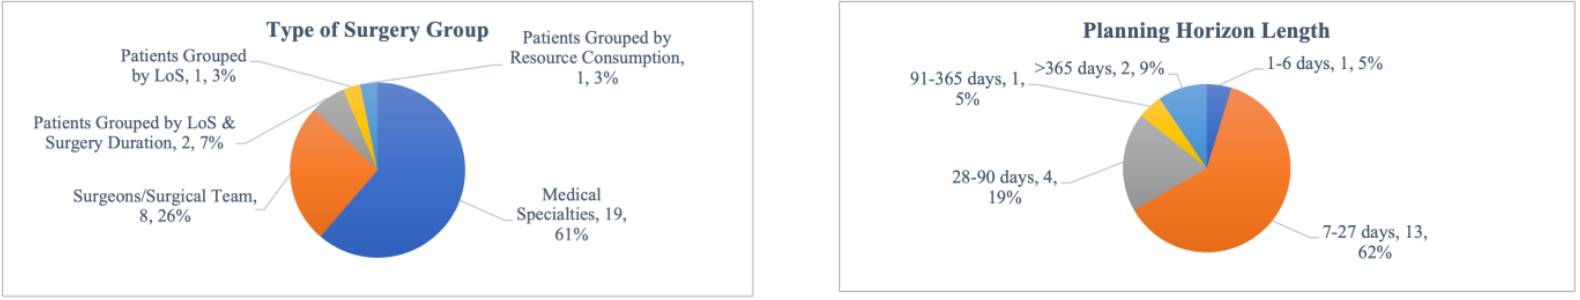 Type of Surgery Group
Patients Grouped
by LoS, 1, 3%
Patients Grouped by
Resource Consumption,
1, 3%
Patients Grouped by LoS &
Surgery Duration, 2, 7%
Surgeons/Surgical Team,
8, 26%
Medical
Specialties, 19,
61%
Planning Horizon Length
91-365 days, 1,
5%
>365 days, 2, 9%
1-6 days, 1, 5%
28-90 days, 4,
19%
7-27 days, 13,
62%